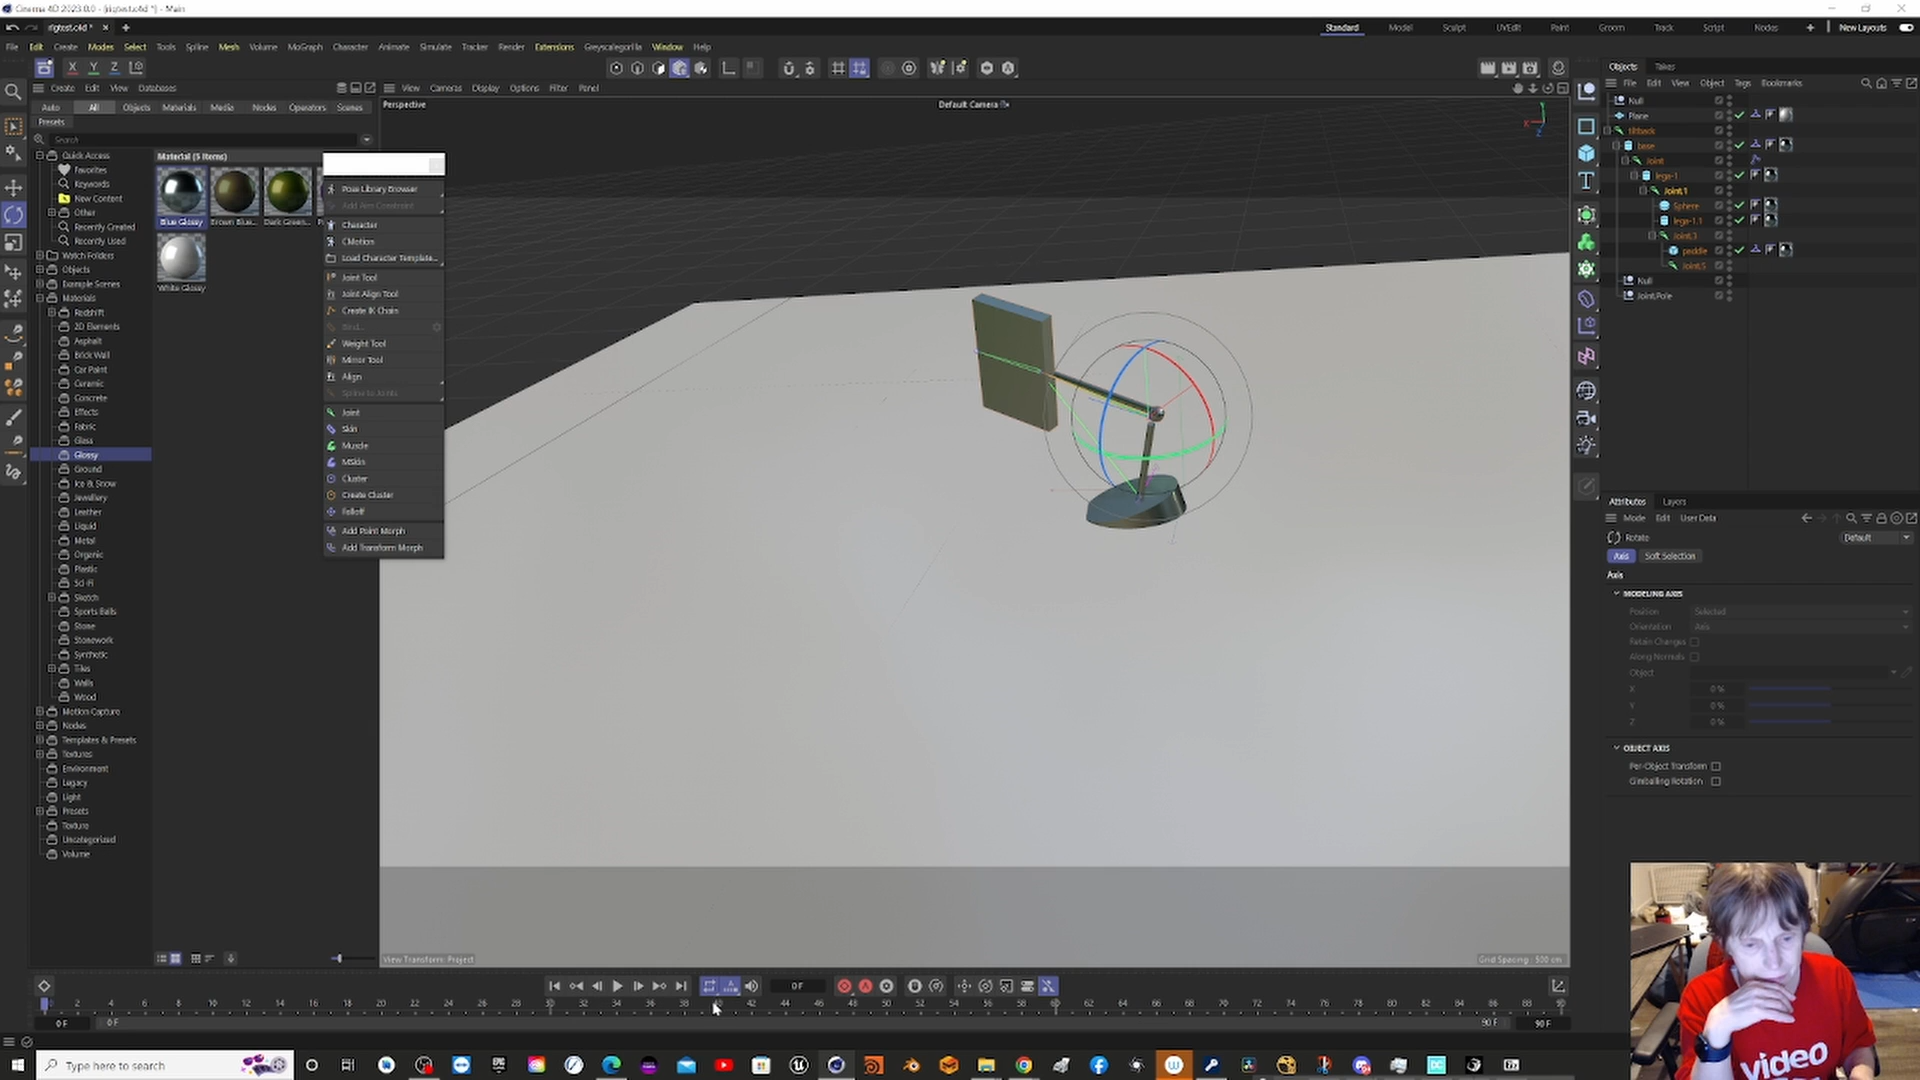 Cinema 4D 2023.0.0 - [rigtest.c4d *] - Main
rigtest.c4d *
Standard Model Sculpt UVEdit Paint Groom Track Script Nodes New Layouts
File Edit Create Modes Select Tools Spline Mesh Volume MoGraph Character Animate Simulate Tracker Render Extensions Greyscalegorilla Window Help
X Y Z
Create Edit View Databases
View Cameras Display Options Filter Panel
Auto All Objects Materials Media Nodes Operators Scenes
Presets
Search
Perspective
Default Camera
Material (5 Items)
Blue Glossy
Brown Blue...
Dark Green...
White Glossy
Quick Access
Favorites
Keywords
New Content
Other
Recently Created
Recently Used
Watch Folders
Objects
Example Scenes
Materials
Redshift
2D Elements
Asphalt
Brick Wall
Car Paint
Ceramic
Concrete
Effects
Fabric
Glass
Glossy
Ground
Ice & Snow
Jewellery
Leather
Liquid
Metal
Organic
Plastic
Sci-Fi
Sketch
Sports Balls
Stone
Stonework
Synthetic
Tiles
Walls
Wood
Motion Capture
Nodes
Templates & Presets
Textures
Environment
Legacy
Light
Presets
Texture
Uncategorized
Volume
Pose Library Browser
Add Aim Constraint
Character
CMotion
Load Character Template...
Joint Tool
Joint Align Tool
Create IK Chain
Bind...
Weight Tool
Mirror Tool
Align
Spline to Joints
Joint
Skin
Muscle
MSkin
Cluster
Create Cluster
Falloff
Add Point Morph
Add Transform Morph
Objects Takes
File Edit View Object Tags Bookmarks
Null
Plane
tiltback
base
Joint
lega-1
Joint.1
Sphere
lega-1.1
Joint.3
peddle
Joint.5
Null
Joint.Pole
Attributes Layers
Mode Edit User Data
Rotate
Default
Axis Soft Selection
Axis
MODELING AXIS
Position Selected
Orientation Axis
Retain Changes
Along Normals
Object
X 0 %
Y 0 %
Z 0 %
OBJECT AXIS
Per-Object Transform
Gimballing Rotation
View Transform: Project
Grid Spacing : 500 cm
0 F
2 4 6 8 10 12 14 16 18 20 22 24 26 28 30 32 34 36 38 40 42 44 46 48 50 52 54 56 58 60 62 64 66 68 70 72 74 76 78 80 82 84 86 88 90
0 F
0 F
90 F
90 F
video
Type here to search